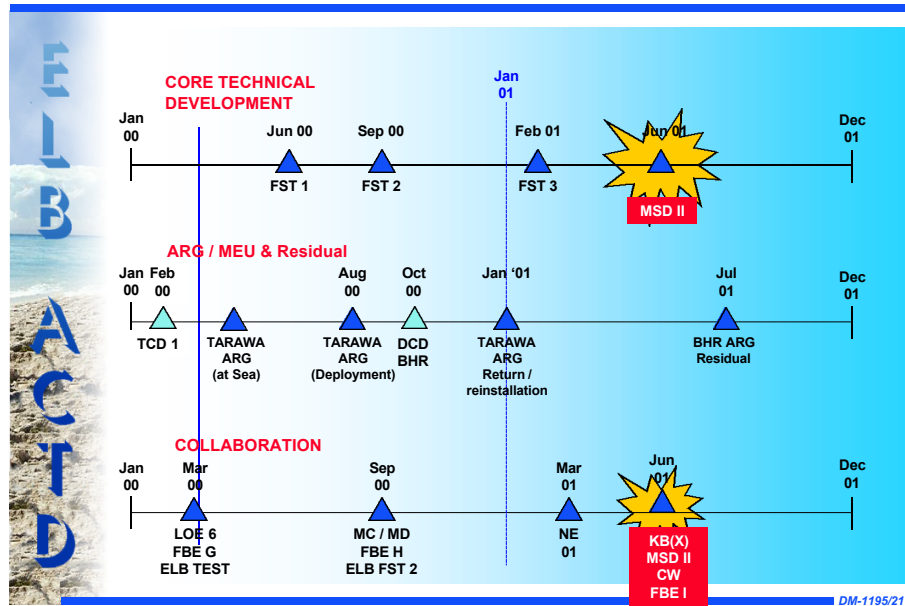 ELB ACTD
CORE TECHNICAL
DEVELOPMENT
Jan
01
Jan
00
Jun 00
Sep 00
Feb 01
Jun 01
Dec
01
FST 1
FST 2
FST 3
MSD II
ARG / MEU & Residual
Jan
00
Feb
00
Aug
00
Oct
00
Jan ‘01
Jul
01
Dec
01
TCD 1
TARAWA
ARG
(at Sea)
TARAWA
ARG
(Deployment)
DCD
BHR
TARAWA
ARG
Return /
reinstallation
BHR ARG
Residual
COLLABORATION
Jan
00
Mar
00
Sep
00
Mar
01
Jun
01
Dec
01
LOE 6
FBE G
ELB TEST
MC / MD
FBE H
ELB FST 2
NE
01
KB(X)
MSD II
CW
FBE I
DM-1195/21